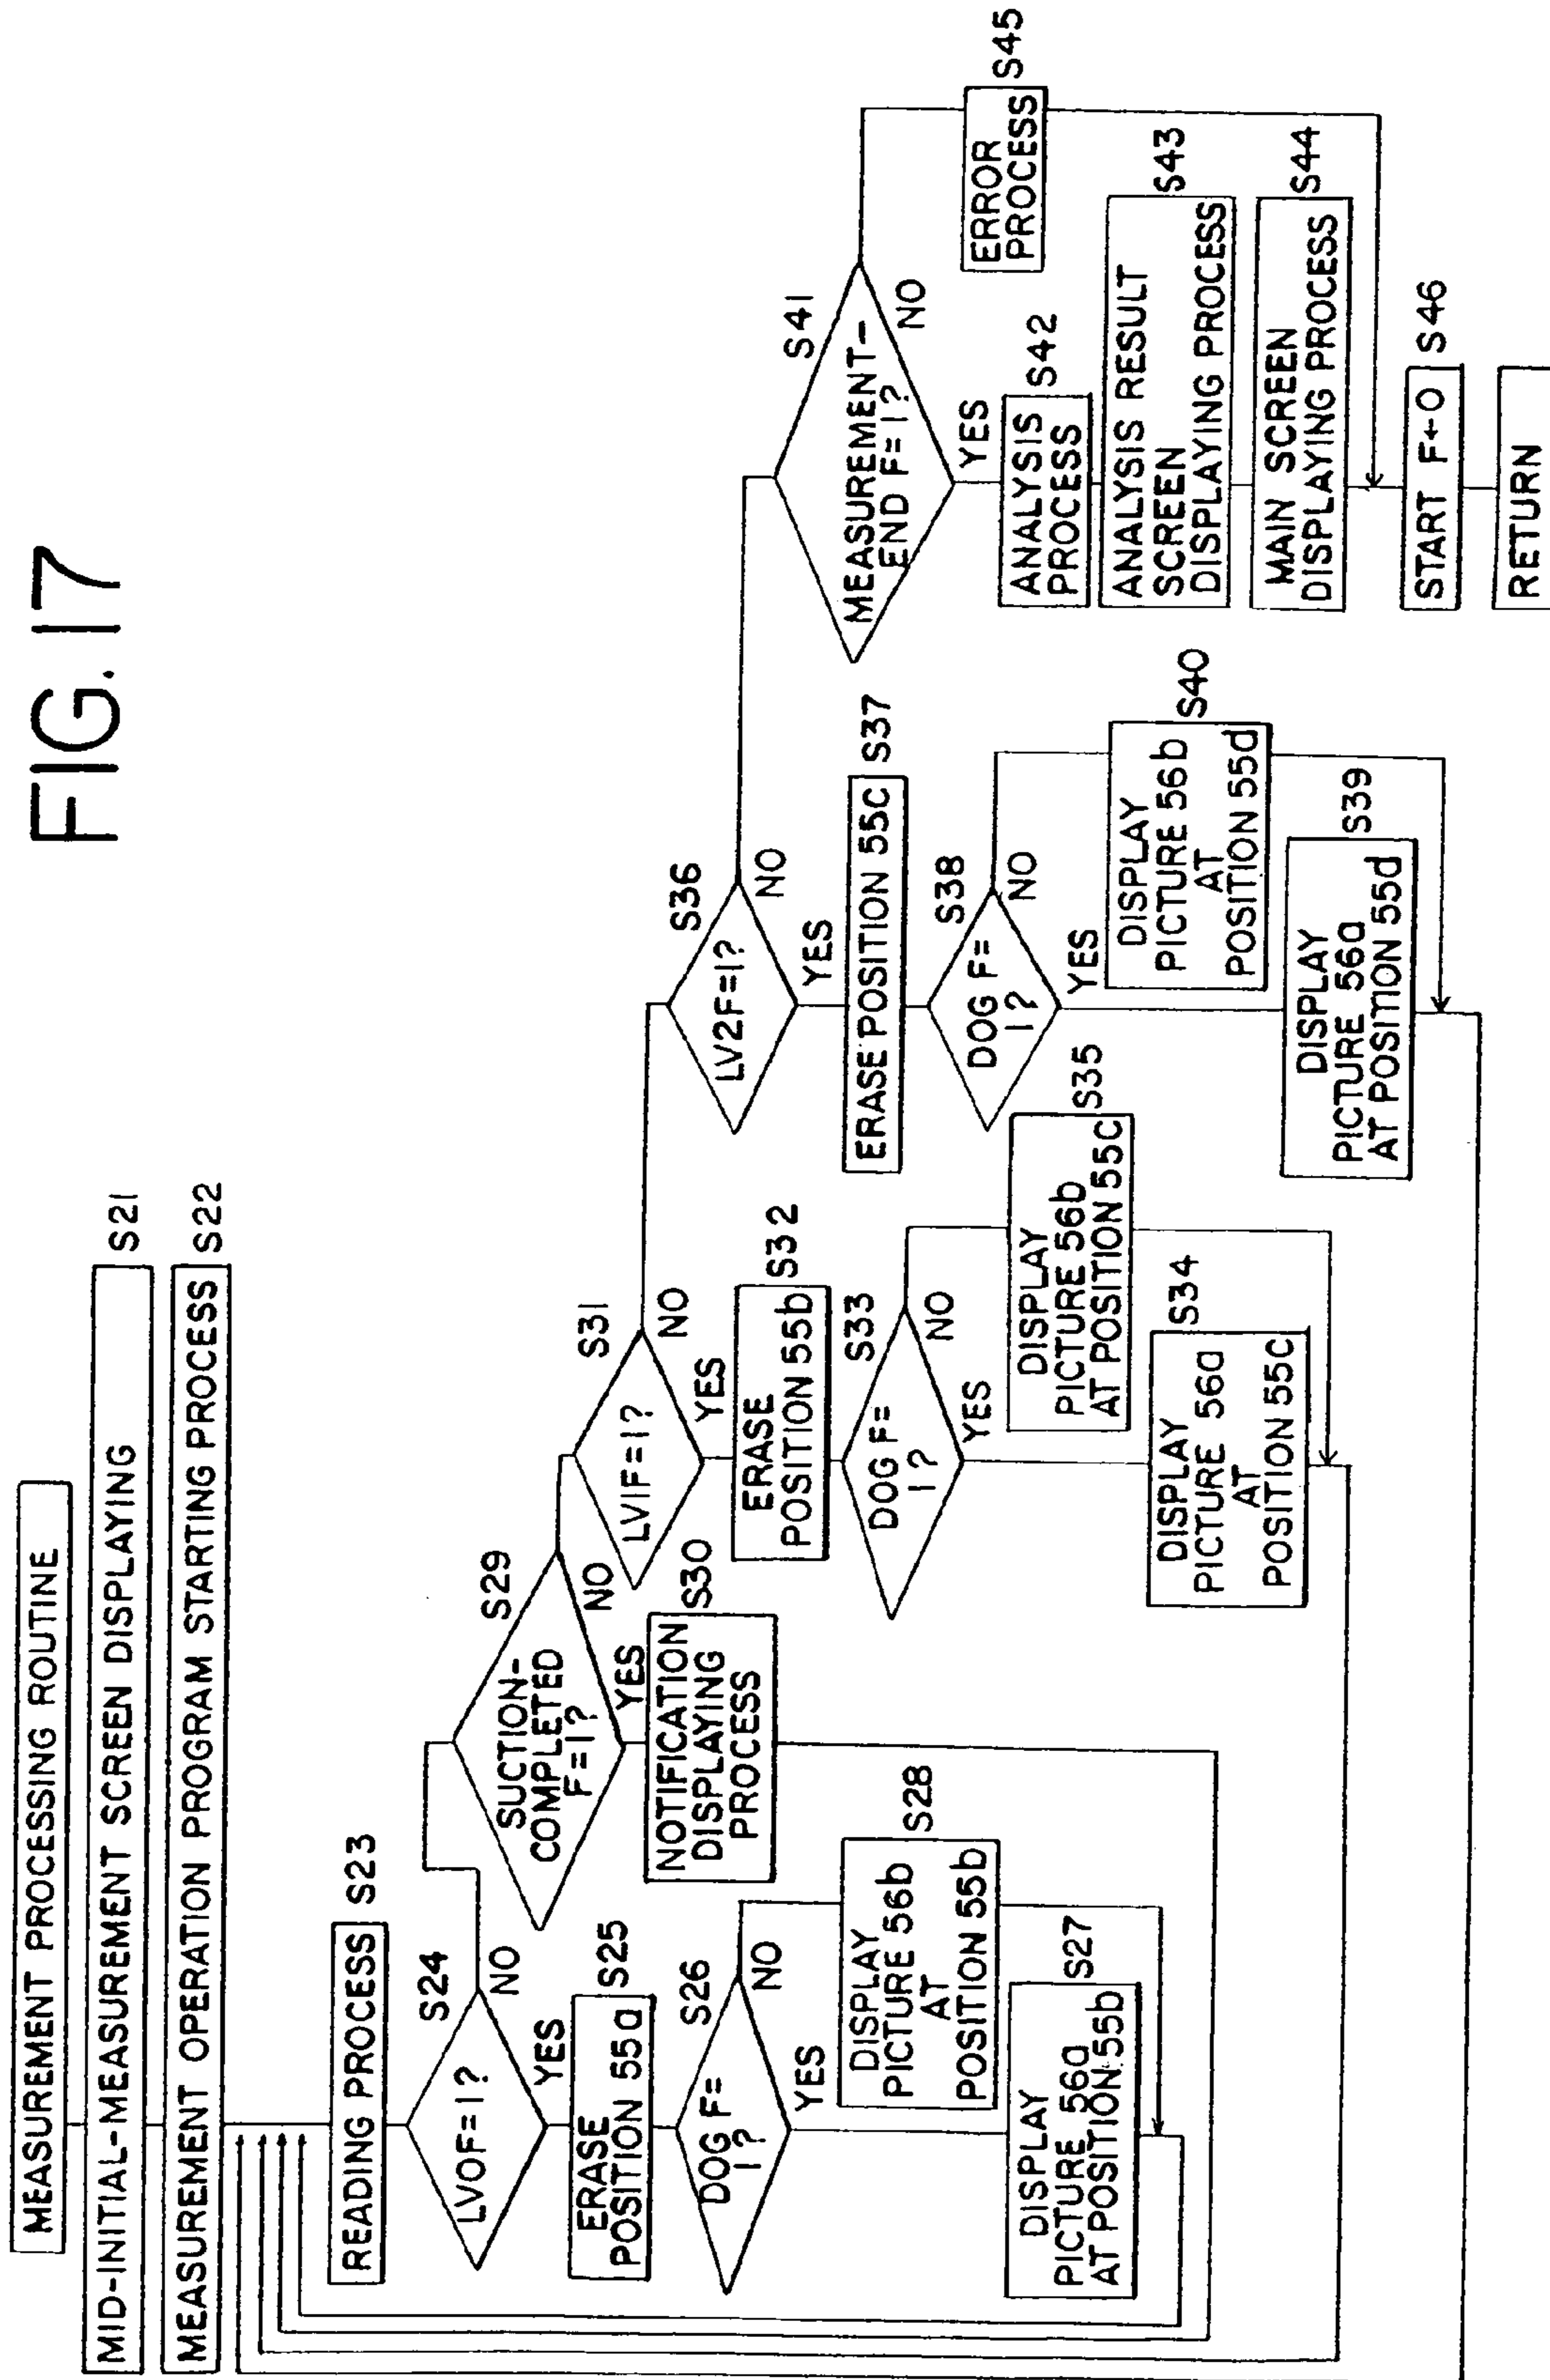 FIG. 17
MEASUREMENT PROCESSING ROUTINE
MID-INITIAL-MEASUREMENT SCREEN DISPLAYING
S21
MEASUREMENT OPERATION PROGRAM STARTING PROCESS
S22
READING PROCESS
S23
LV0F=1?
S24
NO
YES
ERASE
POSITION 55a
S25
DOG F=
1?
S26
NO
YES
DISPLAY
PICTURE 56a
AT POSITION 55b
S27
DISPLAY
PICTURE 56b
AT
POSITION 55b
S28
SUCTION-
COMPLETED
F=1?
S29
NO
YES
NOTIFICATION
DISPLAYING
PROCESS
S30
LV1F=1?
S31
NO
YES
ERASE
POSITION 55b
S32
DOG F=
1?
S33
NO
YES
DISPLAY
PICTURE 56a
AT
POSITION 55C
S34
DISPLAY
PICTURE 56b
AT POSITION 55C
S35
LV2F=1?
S36
NO
YES
ERASE POSITION 55C
S37
DOG F=
1?
S38
NO
YES
DISPLAY
PICTURE 56a
AT POSITION 55d
S39
DISPLAY
PICTURE 56b
AT
POSITION 55d
S40
MEASUREMENT-
END F=1?
S41
NO
YES
ANALYSIS
PROCESS
S42
ANALYSIS RESULT
SCREEN
DISPLAYING PROCESS
S43
MAIN SCREEN
DISPLAYING PROCESS
S44
ERROR
PROCESS
S45
START F←0
S46
RETURN